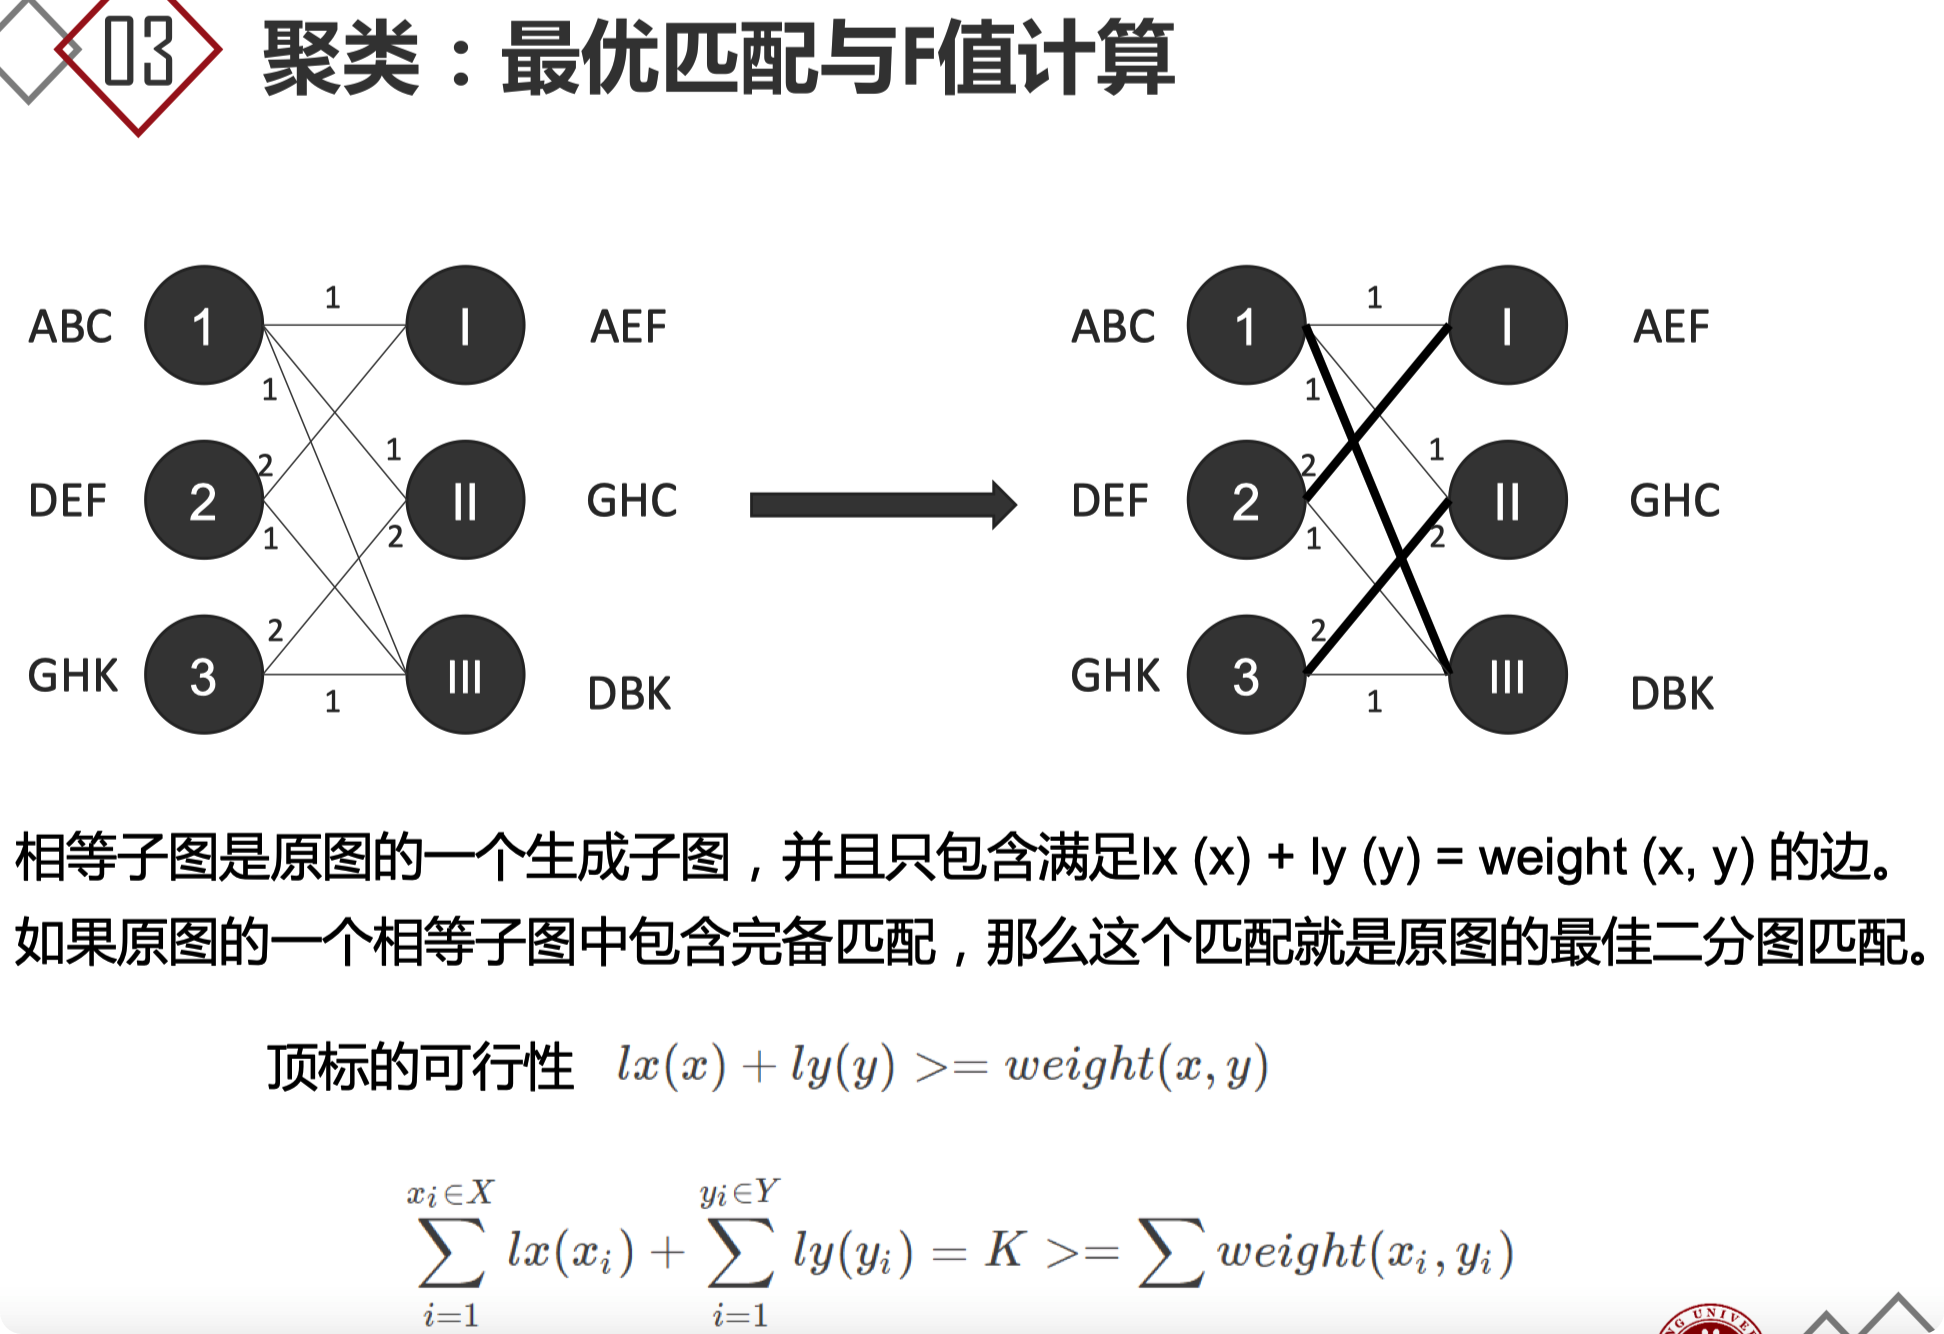 03 聚类：最优匹配与F值计算
ABC 1 1 I AEF
1
1
DEF 2 2 II GHC
1 2
2
GHK 3 1 III DBK
ABC 1 1 I AEF
1
1
DEF 2 2 II GHC
1 2
2
GHK 3 1 III DBK
相等子图是原图的一个生成子图，并且只包含满足lx (x) + ly (y) = weight (x, y) 的边。
如果原图的一个相等子图中包含完备匹配，那么这个匹配就是原图的最佳二分图匹配。
顶标的可行性 lx(x) + ly(y) >= weight(x, y)
∑_{i=1}^{x_i∈X} lx(x_i) + ∑_{i=1}^{y_i∈Y} ly(y_i) = K >= ∑ weight(x_i, y_i)
UNIVE